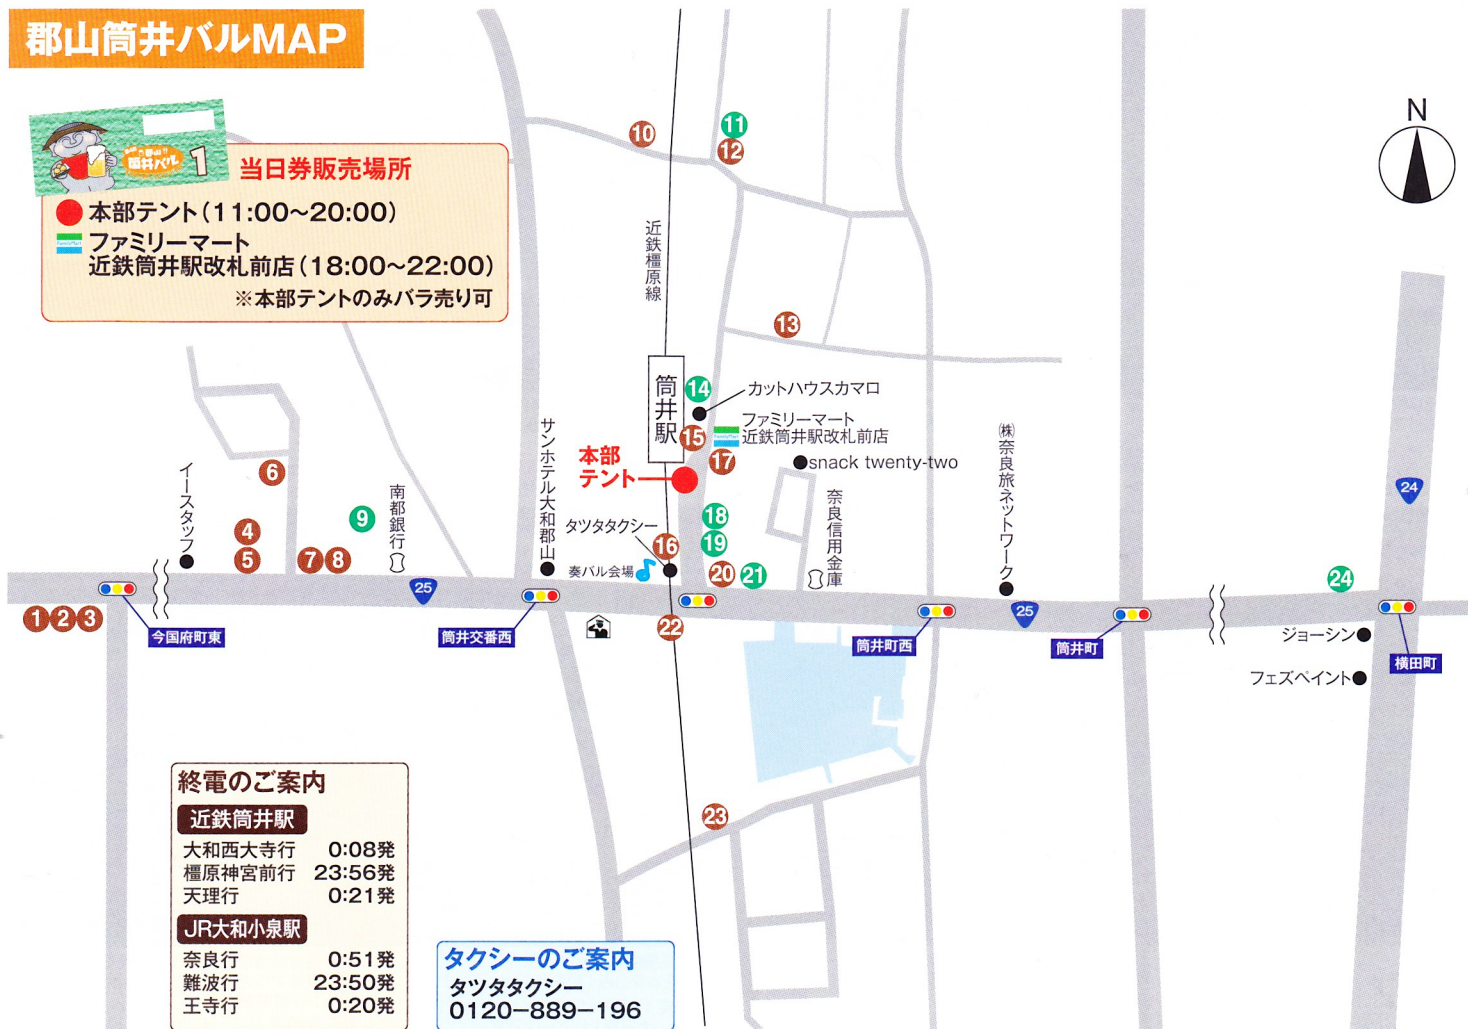 郡山筒井バルMAP
郡山
筒井バル
1
当日券販売場所
本部テント(11:00〜20:00)
FamilyMart
ファミリーマート
近鉄筒井駅改札前店(18:00〜22:00)
※本部テントのみバラ売り可
N
10
11
12
近鉄橿原線
13
筒井駅
14
カットハウスカマロ
ファミリーマート
近鉄筒井駅改札前店
15
17
snack twenty-two
本部
テント
サンホテル大和郡山
㈱奈良旅ネットワーク
24
イースタッフ
6
4
5
9
南都銀行
7
8
タツタタクシー
16
奏バル会場
18
19
20
21
奈良信用金庫
25
25
24
1
2
3
今国府町東
筒井交番西
22
筒井町西
筒井町
ジョーシン
横田町
フェズペイント
23
終電のご案内
近鉄筒井駅
大和西大寺行 0:08発
橿原神宮前行 23:56発
天理行 0:21発
JR大和小泉駅
奈良行 0:51発
難波行 23:50発
王寺行 0:20発
タクシーのご案内
タツタタクシー
0120−889−196